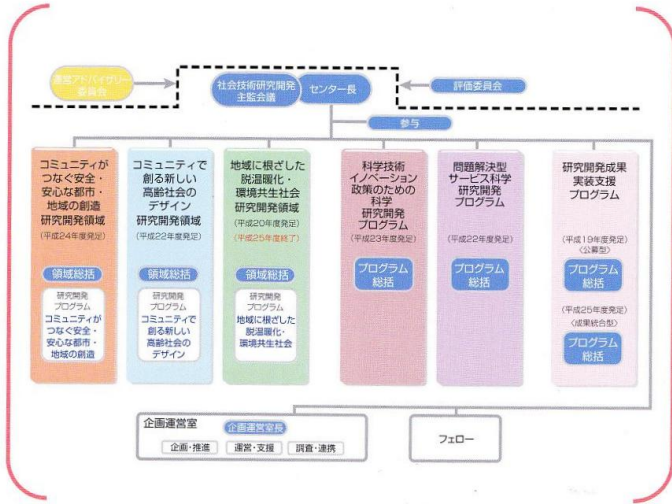 運営アドバイザリー
委員会
社会技術研究開発
主監会議
センター長
評価委員会
参与
コミュニティが
つなぐ安全・
安心な都市・
地域の創造
研究開発領域
(平成24年度発足)
領域総括
研究開発
プログラム
コミュニティが
つなぐ安全・
安心な都市・
地域の創造
コミュニティで
創る新しい
高齢社会の
デザイン
研究開発領域
(平成22年度発足)
領域総括
研究開発
プログラム
コミュニティで
創る新しい
高齢社会の
デザイン
地域に根ざした
脱温暖化・
環境共生社会
研究開発領域
(平成20年度発足)
(平成25年度終了)
領域総括
研究開発
プログラム
地域に根ざした
脱温暖化・
環境共生社会
科学技術
イノベーション
政策のための
科学
研究開発
プログラム
(平成23年度発足)
プログラム
総括
問題解決型
サービス科学
研究開発
プログラム
(平成22年度発足)
プログラム
総括
研究開発成果
実装支援
プログラム
(平成19年度発足)
〈公募型〉
プログラム
総括
(平成25年度発足)
〈成果統合型〉
プログラム
総括
企画運営室
企画運営室長
企画・推進
運営・支援
調査・連携
フェロー